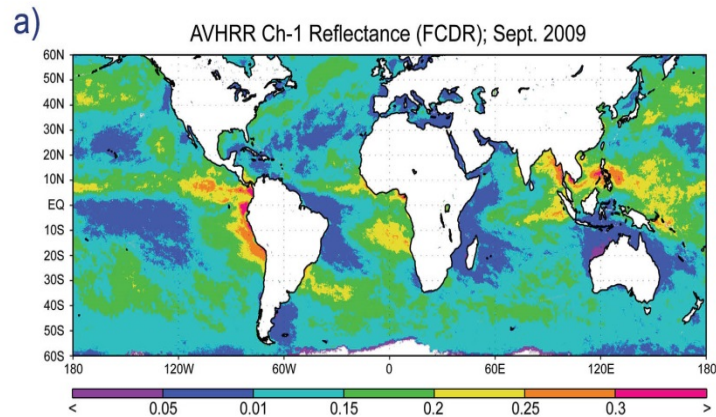 a)
AVHRR Ch-1 Reflectance (FCDR); Sept. 2009
60N
50N
40N
30N
20N
10N
EQ
10S
20S
30S
40S
50S
60S
180 120W 60W 0 60E 120E 180
< 0.05 0.01 0.15 0.2 0.25 0.3 >